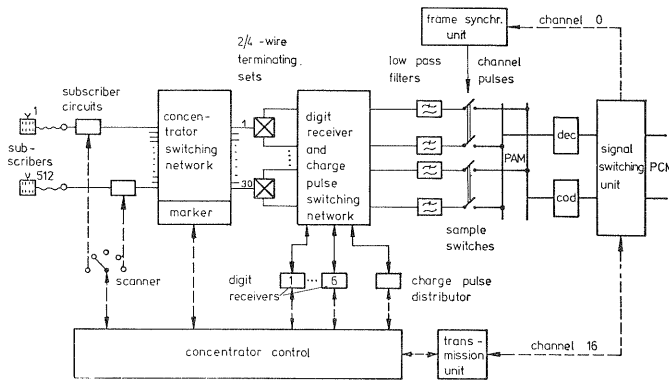 frame synchr.
unit
channel 0
2/4 -wire
terminating
sets
low pass
filters
channel
pulses
subscriber
circuits
1
concen-
trator
switching
network
1
digit
receiver
and
charge
pulse
switching
network
dec
signal
switching
unit
sub-
scribers
PAM
PCM
512
30
cod
marker
sample
switches
scanner
digit
receivers
1
6
charge pulse
distributor
concentrator control
trans-
mission
unit
channel 16